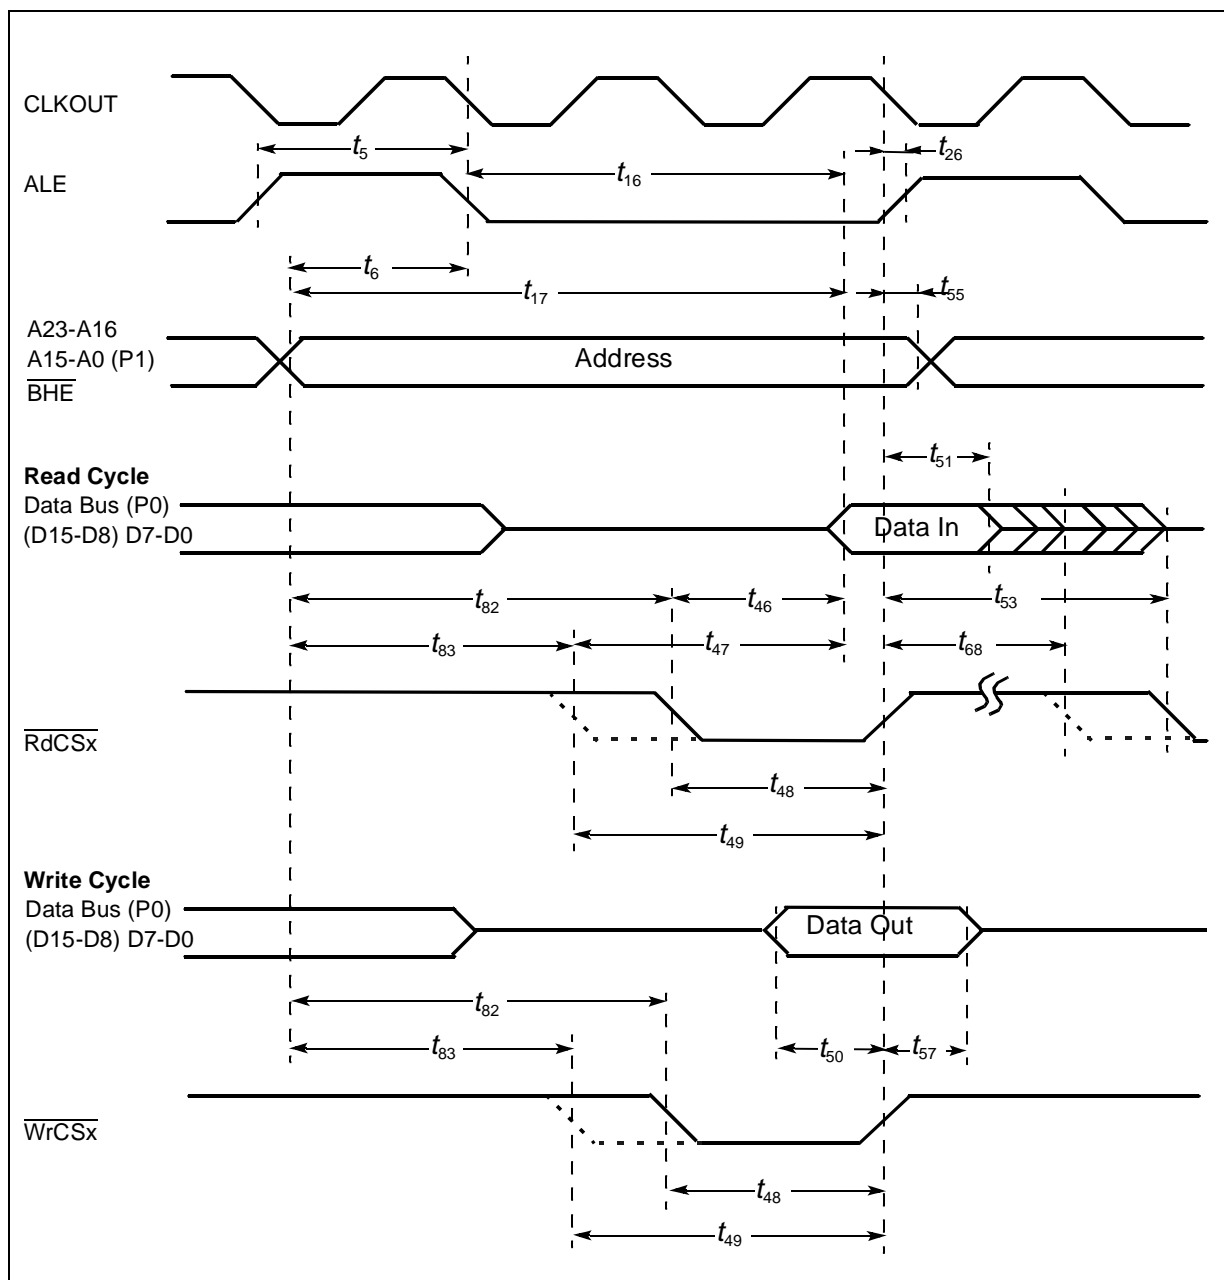 CLKOUT
t5
t26
ALE
t16
t6
t17
t55
A23-A16
A15-A0 (P1)
Address
BHE
t51
Read Cycle
Data Bus (P0)
(D15-D8) D7-D0
Data In
t82
t46
t53
t83
t47
t68
RdCSx
t48
t49
Write Cycle
Data Bus (P0)
(D15-D8) D7-D0
Data Out
t82
t83
t50
t57
WrCSx
t48
t49